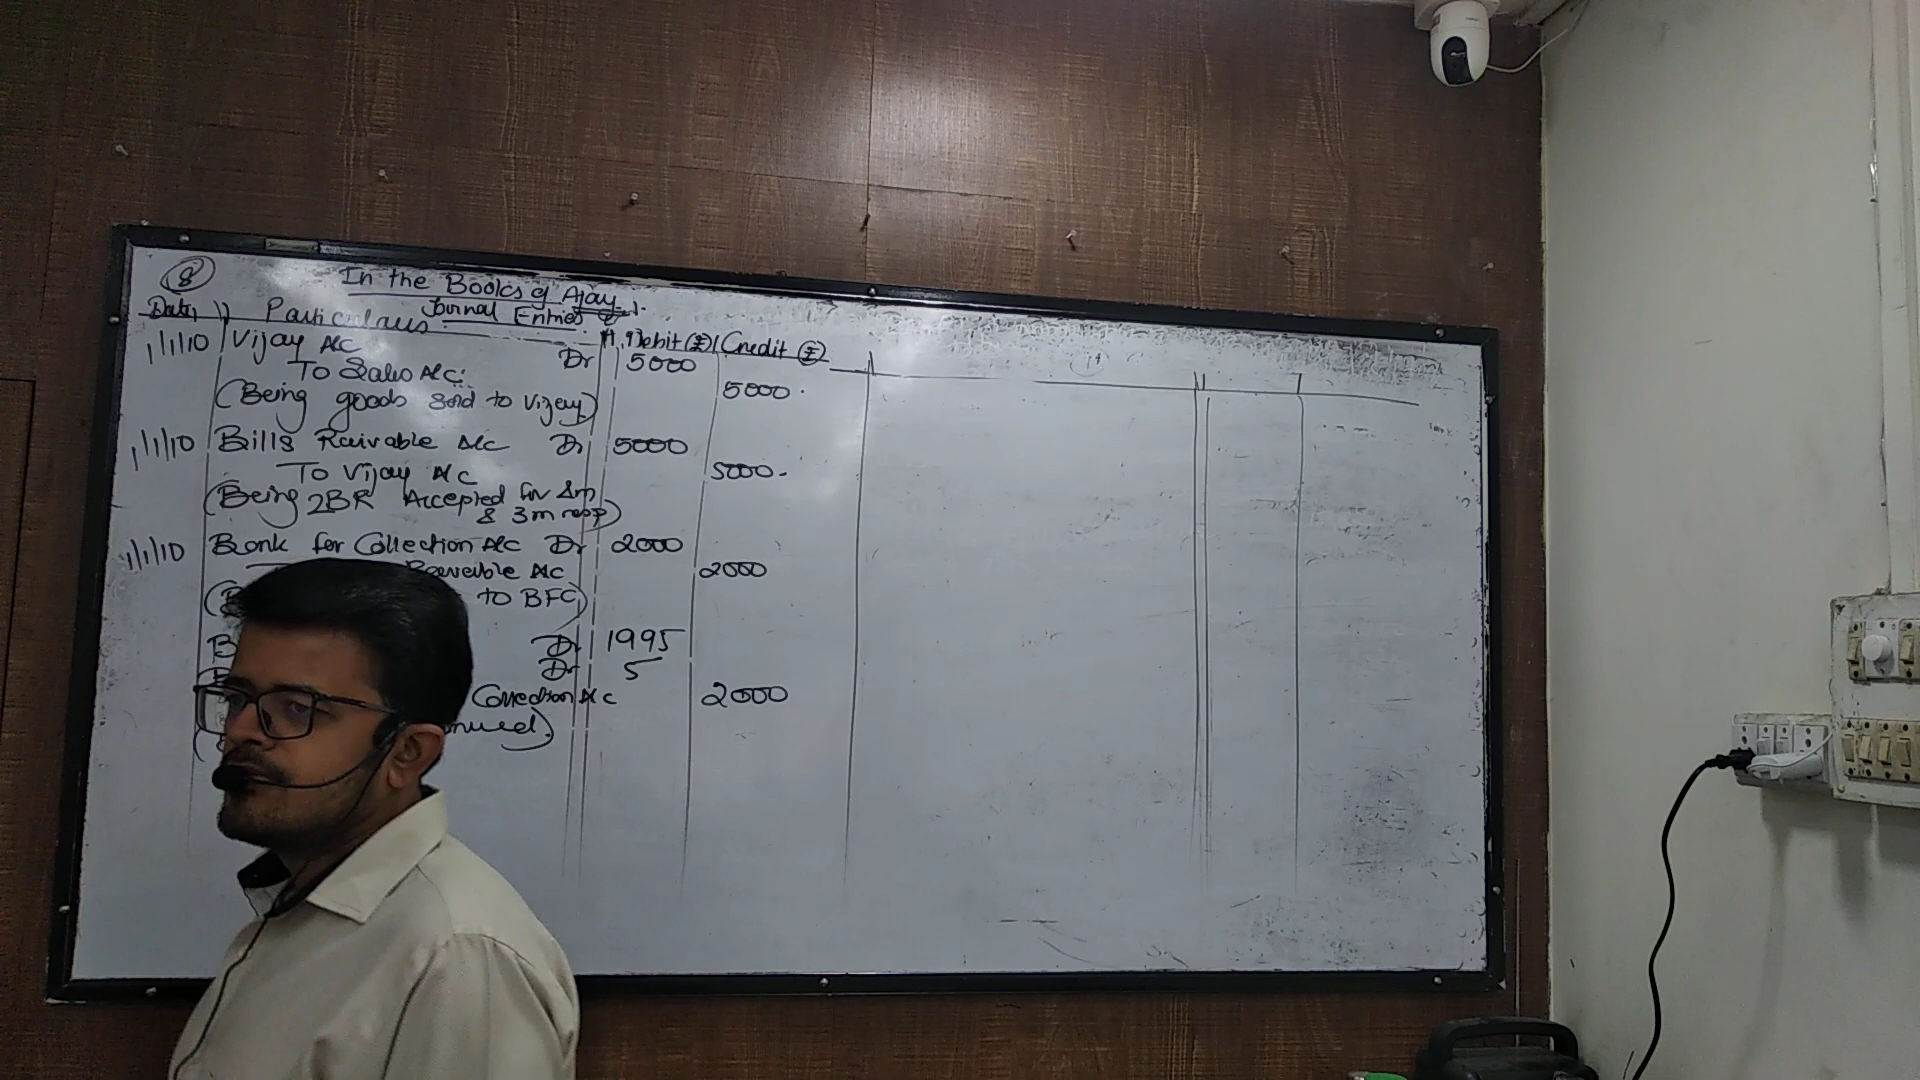 8
In the Books of Ajay.
Journal Entries
Date Particulars Debit (₹) Credit (₹)
1/1/10 Vijay A/c Dr 5000
To Sales A/c. 5000.
(Being goods sold to Vijay)
1/1/10 Bills A/c Dr 5000
To Vijay A/c 5000.
(Being 2BR Accepted for
& 3m resp)
1/1/10 Bank for Collection A/c Dr 2000
A/c 2000
to BFC)
B Dr 1995
Dr 5
Collection A/c 2000